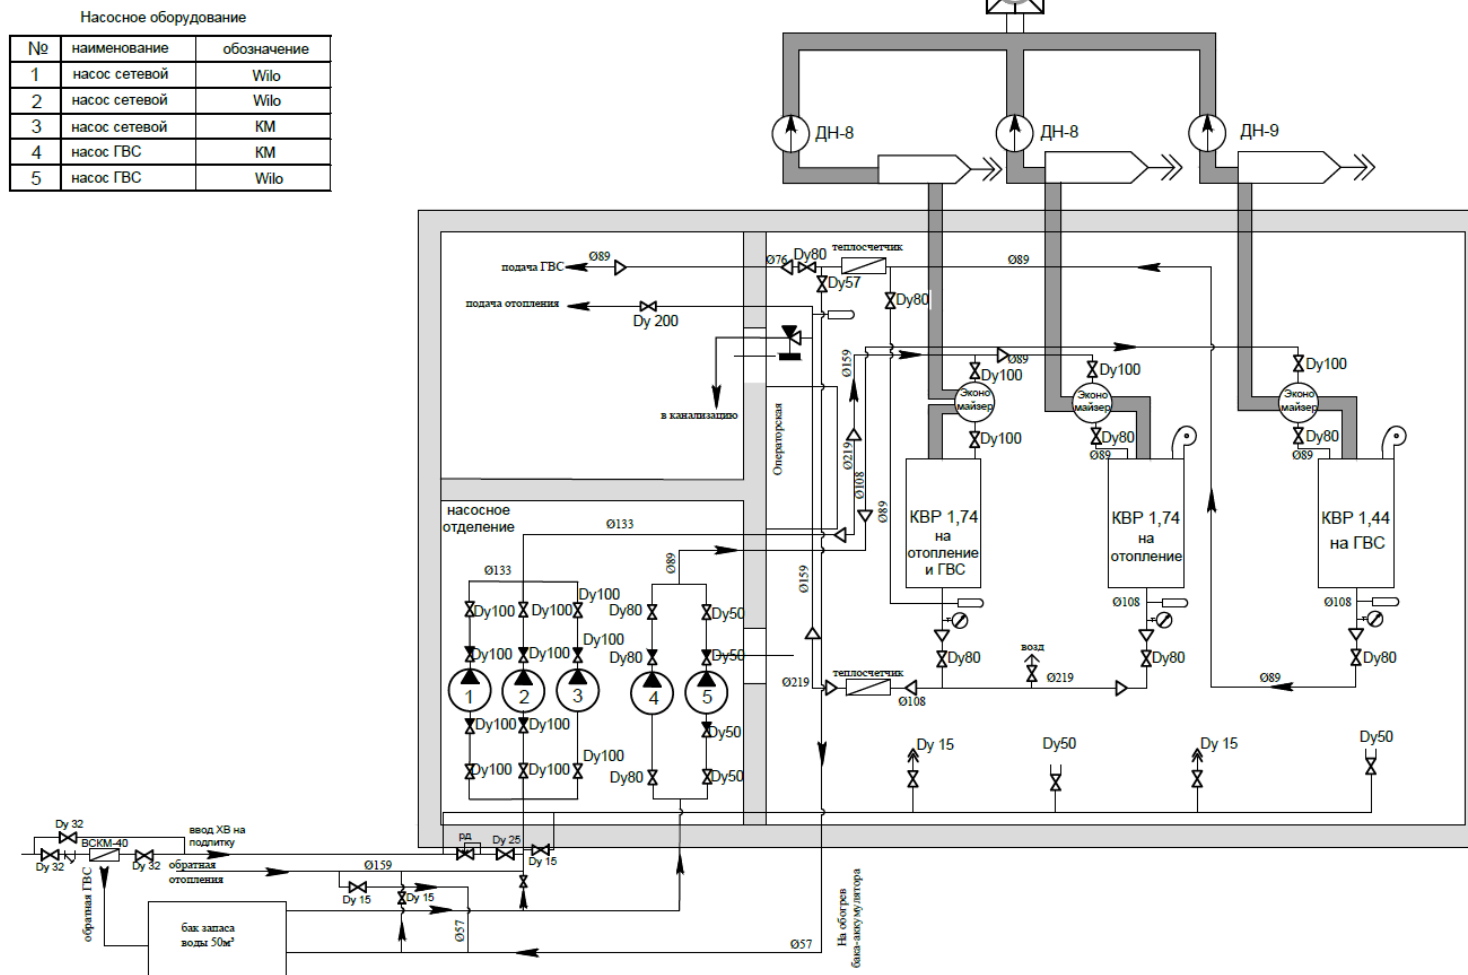 Насосное оборудование
№ наименование обозначение
1 насос сетевой Wilo
2 насос сетевой Wilo
3 насос сетевой КМ
4 насос ГВС КМ
5 насос ГВС Wilo
ДН-8
ДН-8
ДН-9
подача ГВС
Ø89
Ø76
Dy80
теплосчетчик
Ø89
Dy57
Dy80
подача отопления
Dy 200
в канализацию
Операторская
Ø159
Ø219
Ø108
Ø89
Ø89
Dy100
Dy100
Dy100
Эконо
майзер
Эконо
майзер
Эконо
майзер
Dy100
Dy80
Dy80
Ø89
Ø89
КВР 1,74
на
отопление
и ГВС
КВР 1,74
на
отопление
КВР 1,44
на ГВС
насосное
отделение
Ø133
Ø133
Ø89
Ø159
Dy100
Dy100
Dy100
Dy80
Dy50
Dy100
Dy100
Dy100
Dy80
Dy50
1
2
3
4
5
Dy100
Dy100
Dy50
Dy100
Dy100
Dy100
Dy80
Dy50
Ø108
Ø108
Dy80
Dy80
Dy80
возд
теплосчетчик
Ø219
Ø108
Ø219
Ø89
Dy 15
Dy50
Dy 15
Dy50
Dy 32
ВСКМ-40
Dy 32
Dy 32
ввод ХВ на
подпитку
рд
Dy 25
Dy 15
обратная
отопления
Ø159
Dy 15
Dy 15
обратная ГВС
Ø57
Ø57
бак запаса
воды 50м³
На обогрев
бака-аккумулятора